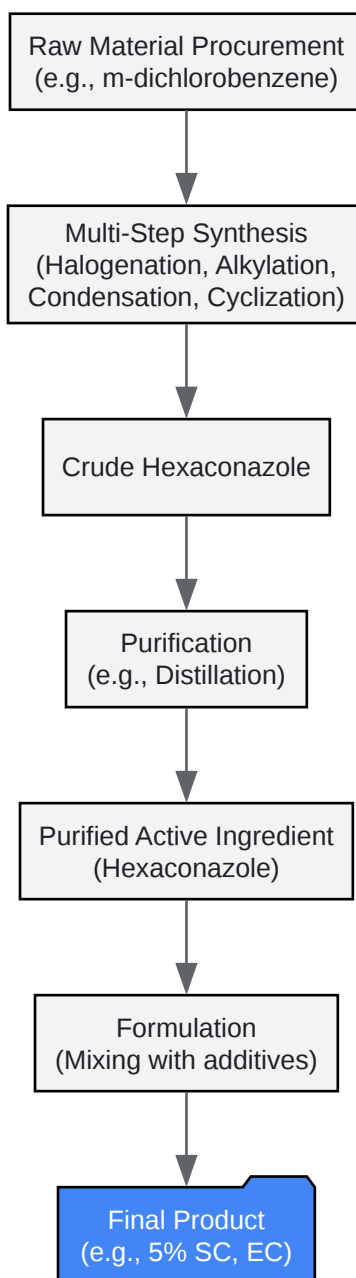 Raw Material Procurement
(e.g., m-dichlorobenzene)
Multi-Step Synthesis
(Halogenation, Alkylation,
Condensation, Cyclization)
Crude Hexaconazole
Purification
(e.g., Distillation)
Purified Active Ingredient
(Hexaconazole)
Formulation
(Mixing with additives)
Final Product
(e.g., 5% SC, EC)